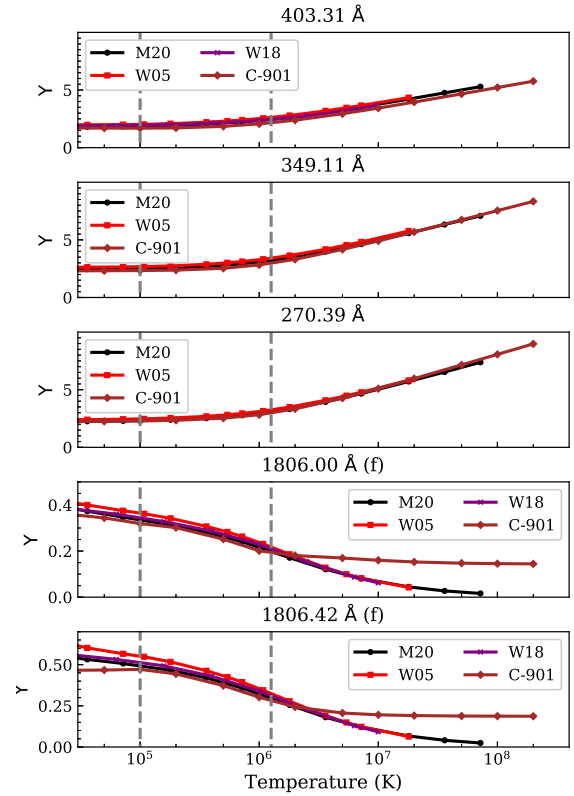 403.31 Å
M20 W18
W05 C-901
Y
5
0
349.11 Å
M20
W05
C-901
Y
5
0
270.39 Å
M20
W05
C-901
Y
5
0
1806.00 Å (f)
M20 W18
W05 C-901
Y
0.4
0.2
0.0
1806.42 Å (f)
M20 W18
W05 C-901
Y
0.50
0.25
0.00
10⁵ 10⁶ 10⁷ 10⁸
Temperature (K)